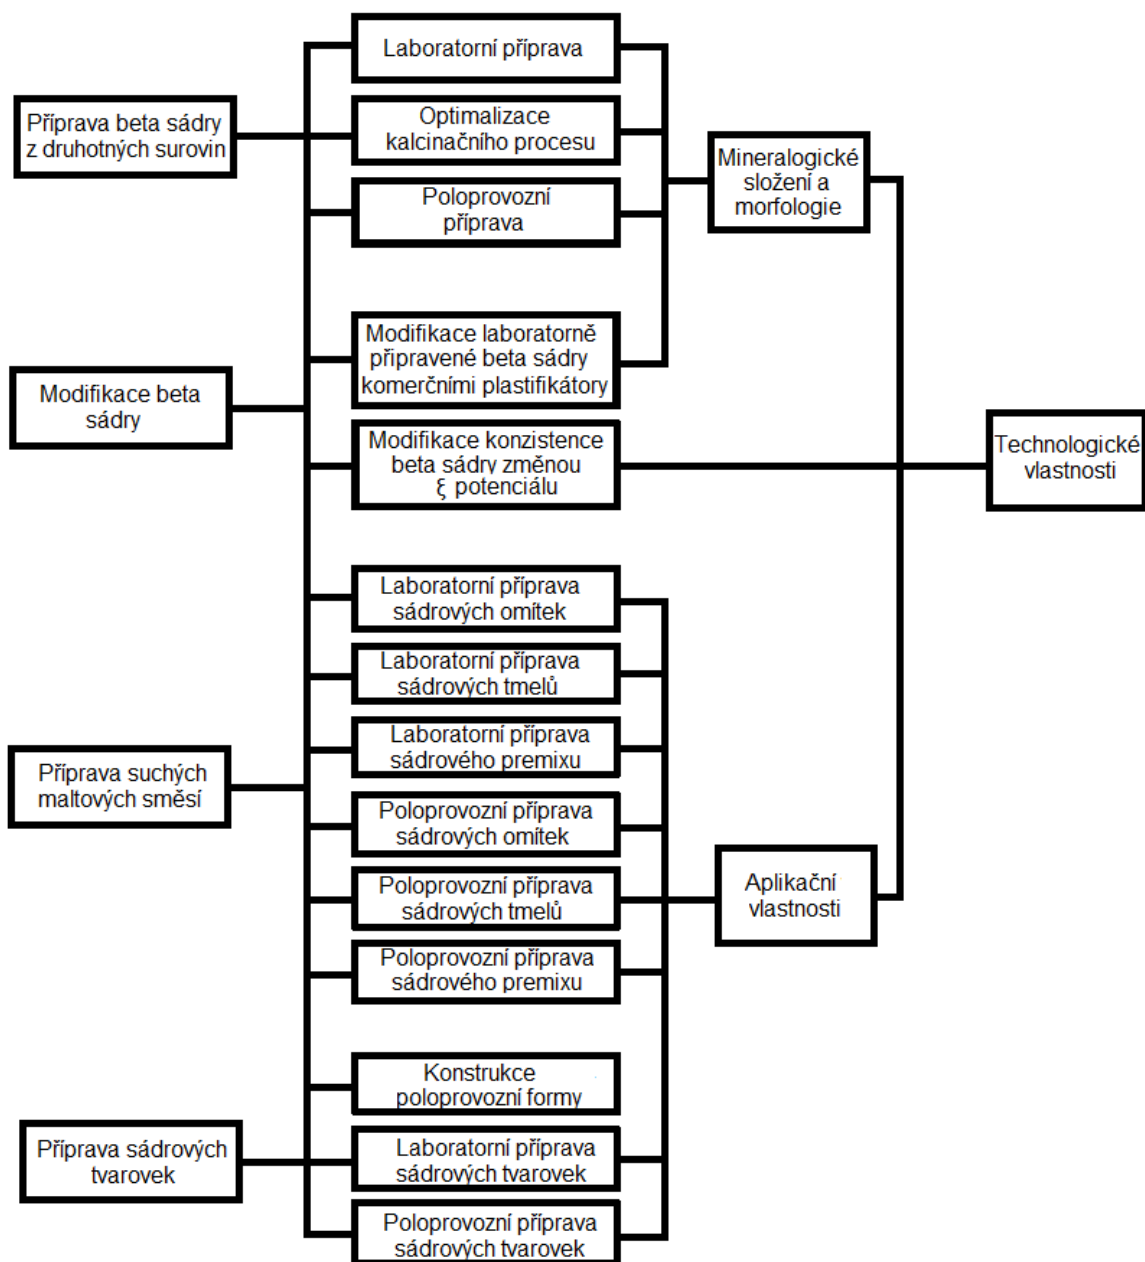 Příprava beta sádry
z druhotných surovin
Modifikace beta
sádry
Příprava suchých
maltových směsí
Příprava sádrových
tvarovek
Laboratorní příprava
Optimalizace
kalcinačního procesu
Poloprovozní
příprava
Modifikace laboratorně
připravené beta sádry
komerčními plastifikátory
Modifikace konzistence
beta sádry změnou
ξ potenciálu
Laboratorní příprava
sádrových omítek
Laboratorní příprava
sádrových tmelů
Laboratorní příprava
sádrového premixu
Poloprovozní příprava
sádrových omítek
Poloprovozní příprava
sádrových tmelů
Poloprovozní příprava
sádrového premixu
Konstrukce
poloprovozní formy
Laboratorní příprava
sádrových tvarovek
Poloprovozní příprava
sádrových tvarovek
Mineralogické
složení a
morfologie
Aplikační
vlastnosti
Technologické
vlastnosti